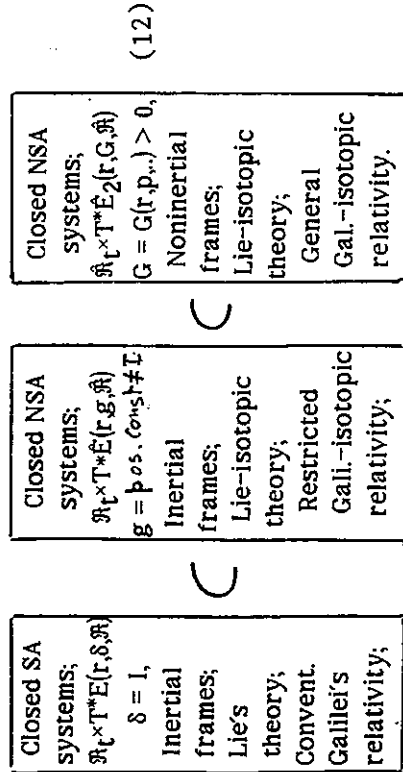 Closed SA
systems;
ℜₜ×T*E(r,δ,ℜ)
δ = I,
Inertial
frames;
Lie's
theory;
Convent.
Galilei's
relativity;
⊂
Closed NSA
systems;
ℜₜ×T*Ê(r,g,ℜ̂)
g = pos. const ≠ I
Inertial
frames;
Lie-isotopic
theory;
Restricted
Gali.-isotopic
relativity;
⊂
Closed NSA
systems;
ℜ̂ₜ×T*Ê₂(r,G,ℜ̂)
G = G(r,p,..) > 0,
Noninertial
frames;
Lie-isotopic
theory;
General
Gal.-isotopic
relativity.
(12)